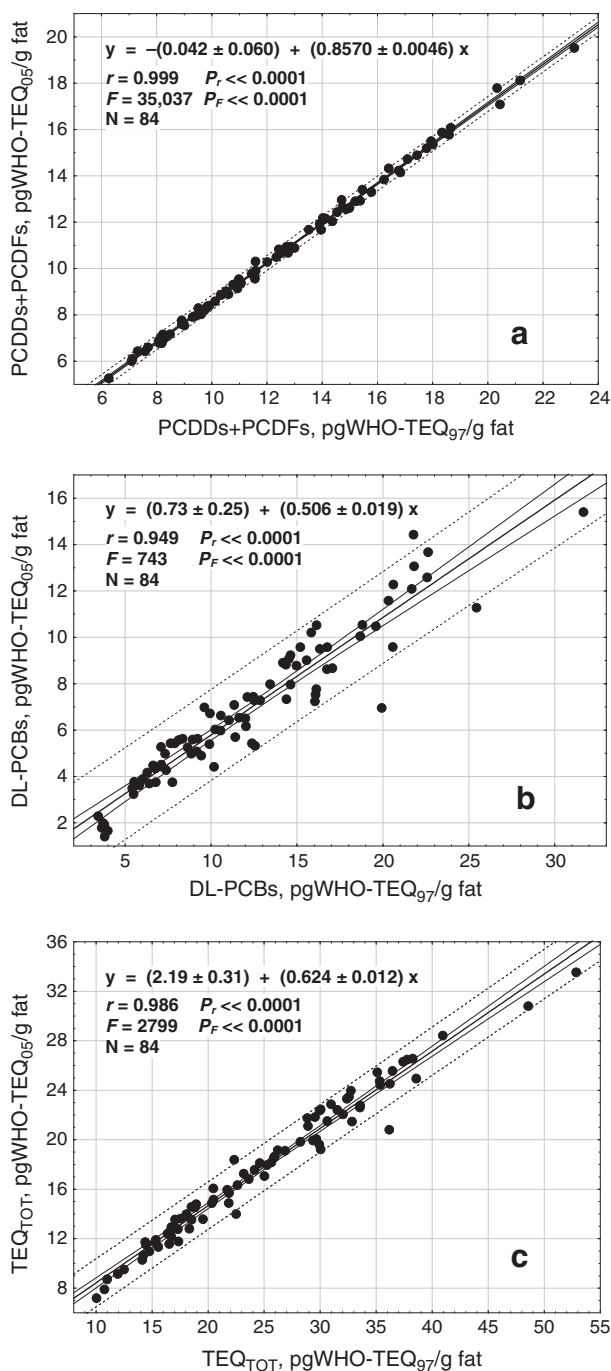 y = –(0.042 ± 0.060) + (0.8570 ± 0.0046) x
r = 0.999 Pr << 0.0001
F = 35,037 PF << 0.0001
N = 84
20
18
16
14
12
10
8
6
PCDDs+PCDFs, pgWHO-TEQ05/g fat
a
6 8 10 12 14 16 18 20 22 24
PCDDs+PCDFs, pgWHO-TEQ97/g fat
y = (0.73 ± 0.25) + (0.506 ± 0.019) x
r = 0.949 Pr << 0.0001
F = 743 PF << 0.0001
N = 84
16
14
12
10
8
6
4
2
DL-PCBs, pgWHO-TEQ05/g fat
b
5 10 15 20 25 30
DL-PCBs, pgWHO-TEQ97/g fat
y = (2.19 ± 0.31) + (0.624 ± 0.012) x
r = 0.986 Pr << 0.0001
F = 2799 PF << 0.0001
N = 84
36
32
28
24
20
16
12
8
TEQTOT, pgWHO-TEQ05/g fat
c
10 15 20 25 30 35 40 45 50 55
TEQTOT, pgWHO-TEQ97/g fat